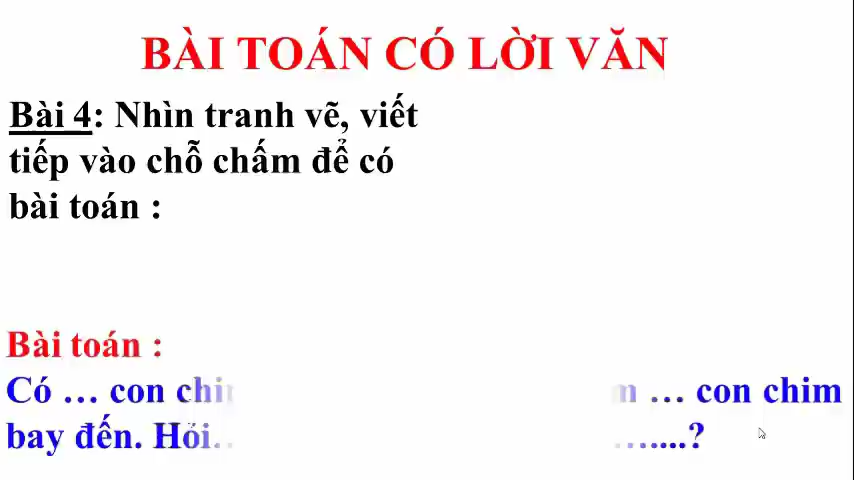 BÀI TOÁN CÓ LỜI VĂN
Bài 4: Nhìn tranh vẽ, viết
tiếp vào chỗ chấm để có
bài toán :
Bài toán :
Có … con … con chim
bay đến. Hỏi.. …....?